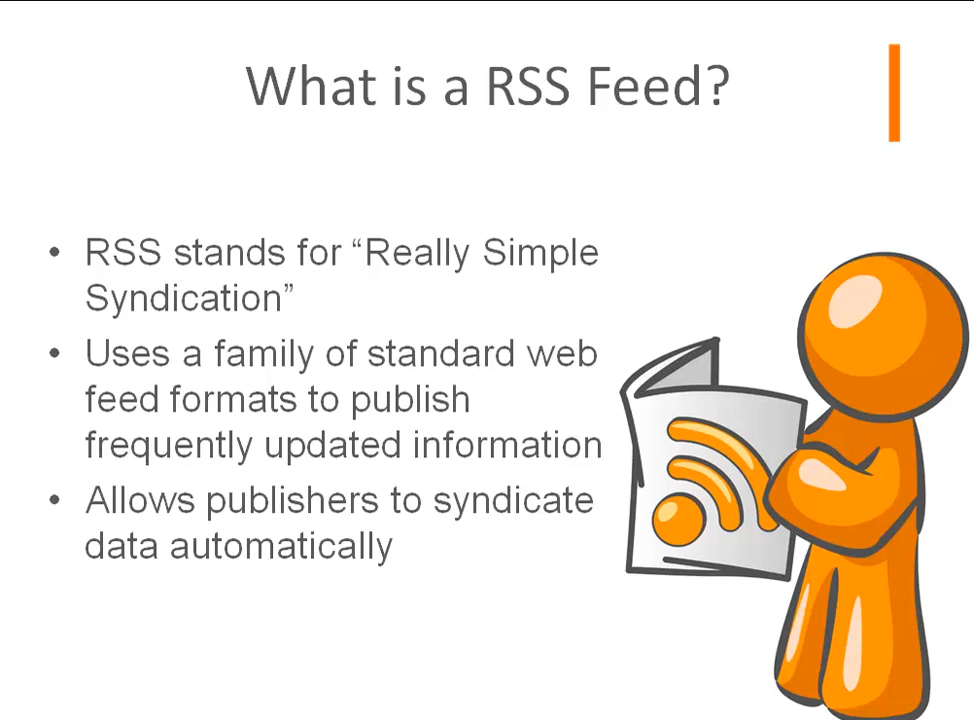 What is a RSS Feed?
• RSS stands for “Really Simple
Syndication”
• Uses a family of standard web
feed formats to publish
frequently updated information
• Allows publishers to syndicate
data automatically